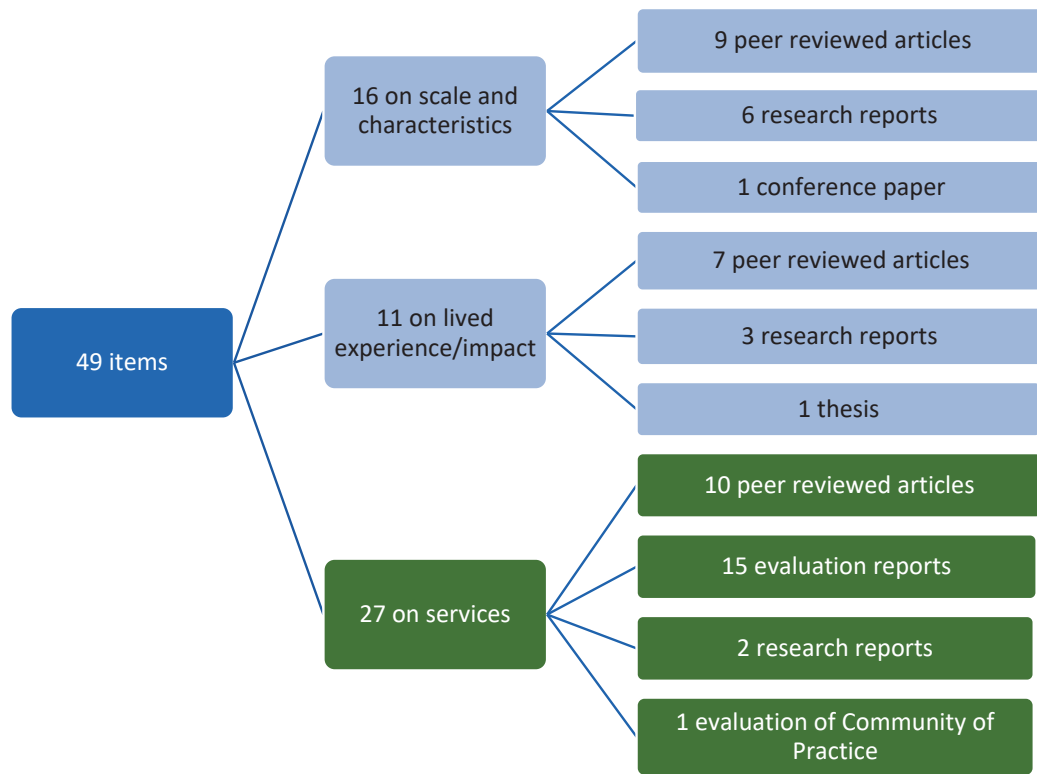 49 items
16 on scale and
characteristics
9 peer reviewed articles
6 research reports
1 conference paper
11 on lived
experience/impact
7 peer reviewed articles
3 research reports
1 thesis
27 on services
10 peer reviewed articles
15 evaluation reports
2 research reports
1 evaluation of Community of
Practice